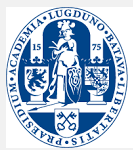 ACADEMIA · LUGDUNO · BATAVA · LIBERTATIS · PRAESIDIUM ·
15 75